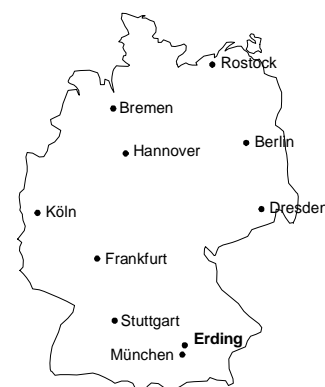 Rostock
Bremen
Berlin
Hannover
Köln
Dresden
Frankfurt
Stuttgart
Erding
München